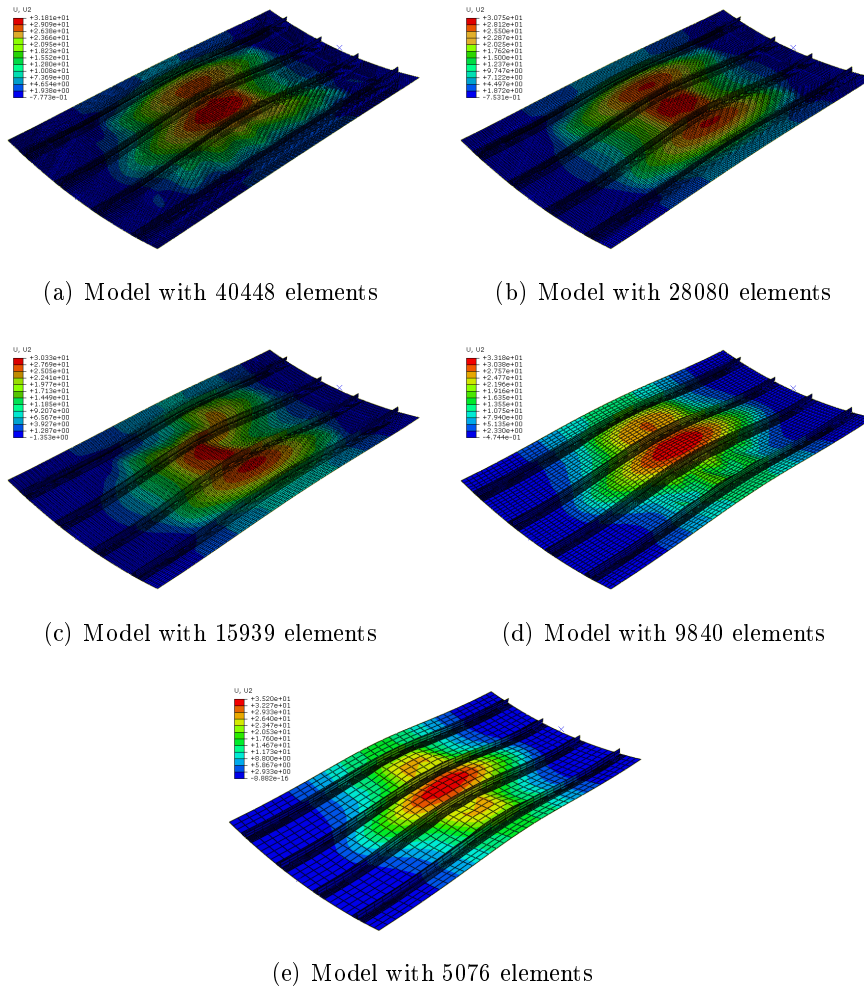 U, U2
+3.181e+01
+2.909e+01
+2.638e+01
+2.366e+01
+2.095e+01
+1.823e+01
+1.552e+01
+1.280e+01
+1.008e+01
+7.369e+00
+4.654e+00
+1.938e+00
-7.773e-01
X
(a) Model with 40448 elements
U, U2
+3.075e+01
+2.812e+01
+2.550e+01
+2.287e+01
+2.025e+01
+1.762e+01
+1.500e+01
+1.237e+01
+9.747e+00
+7.122e+00
+4.497e+00
+1.872e+00
-7.531e-01
X
(b) Model with 28080 elements
U, U2
+3.033e+01
+2.769e+01
+2.505e+01
+2.241e+01
+1.977e+01
+1.713e+01
+1.449e+01
+1.185e+01
+9.207e+00
+6.567e+00
+3.927e+00
+1.287e+00
-1.353e+00
X
(c) Model with 15939 elements
U, U2
+3.318e+01
+3.038e+01
+2.757e+01
+2.477e+01
+2.196e+01
+1.916e+01
+1.635e+01
+1.355e+01
+1.075e+01
+7.940e+00
+5.135e+00
+2.330e+00
-4.744e-01
X
(d) Model with 9840 elements
U, U2
+3.520e+01
+3.227e+01
+2.933e+01
+2.640e+01
+2.347e+01
+2.053e+01
+1.760e+01
+1.467e+01
+1.173e+01
+8.800e+00
+5.867e+00
+2.933e+00
-8.882e-16
X
(e) Model with 5076 elements